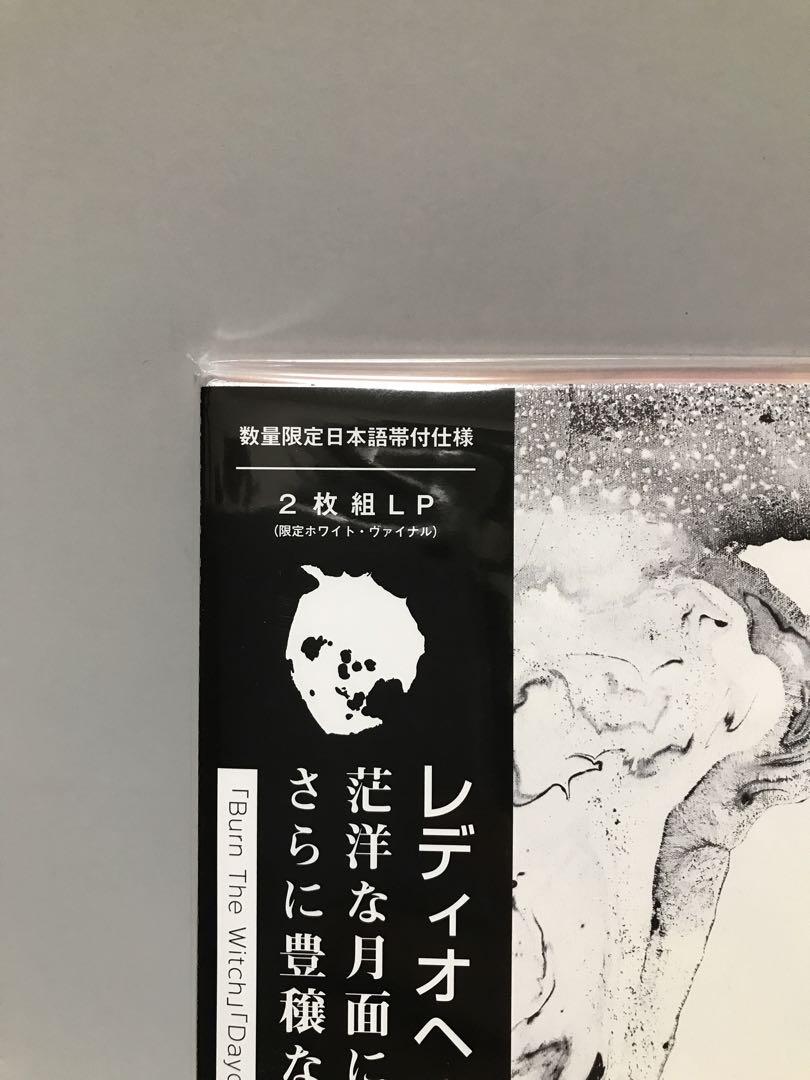 数量限定日本語帯付仕様
２枚組ＬＰ
（限定ホワイト・ヴァイナル）
レディオヘ
茫洋な月面に
さらに豊穣な
「Burn The Witch」「Dayd